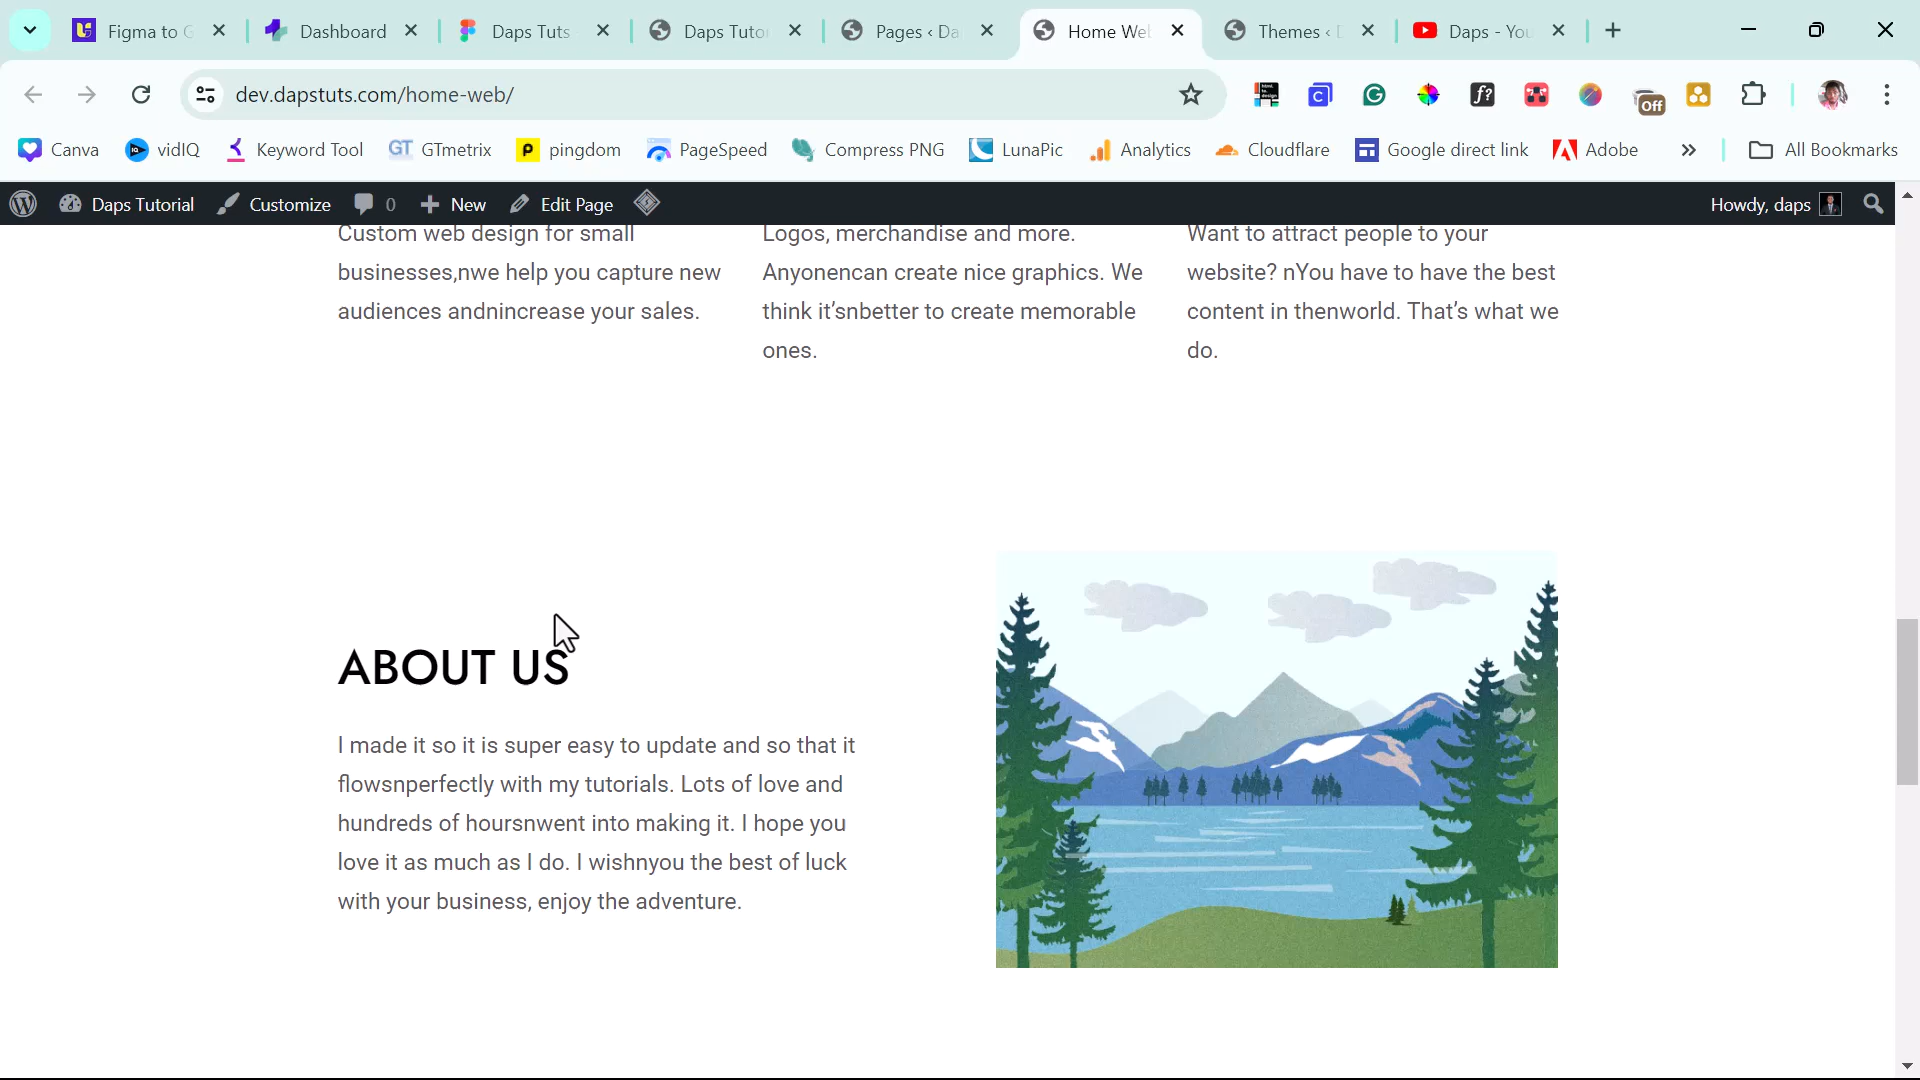 Figma to G
Dashboard
Daps Tuts
Daps Tuto
Pages ‹ Da
Home Wel
Themes ‹ D
Daps - You
dev.dapstuts.com/home-web/
Off
Canva
vidIQ
Keyword Tool
GT GTmetrix
pingdom
PageSpeed
Compress PNG
LunaPic
Analytics
Cloudflare
Google direct link
Adobe
»
All Bookmarks
Daps Tutorial
Customize
0
New
Edit Page
Howdy, daps
Custom web design for small
businesses,nwe help you capture new
audiences andnincrease your sales.
Logos, merchandise and more.
Anyonencan create nice graphics. We
think it’snbetter to create memorable
ones.
Want to attract people to your
website? nYou have to have the best
content in thenworld. That’s what we
do.
ABOUT US
I made it so it is super easy to update and so that it
flowsnperfectly with my tutorials. Lots of love and
hundreds of hoursnwent into making it. I hope you
love it as much as I do. I wishnyou the best of luck
with your business, enjoy the adventure.